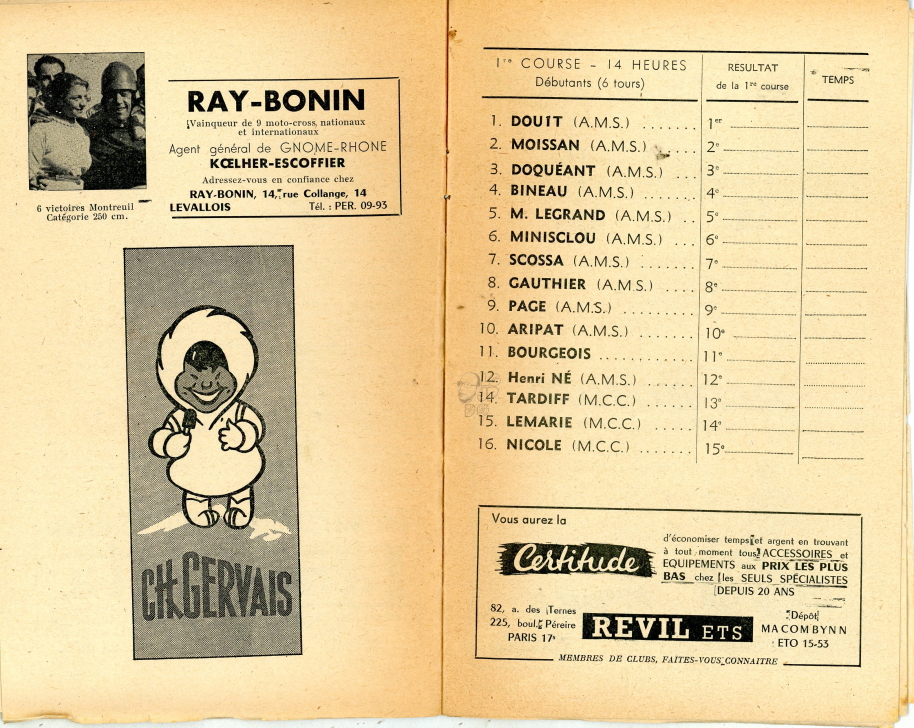 RAY-BONIN
Vainqueur de 9 moto-cross, nationaux
et internationaux
Agent général de GNOME-RHONE
KŒLHER-ESCOFFIER
Adressez-vous en confiance chez
RAY-BONIN, 14, rue Collange, 14
LEVALLOIS Tél. : PER. 09-93
6 victoires Montreuil
Catégorie 250 cm.
CH. GERVAIS
1re COURSE - 14 HEURES
Débutants (6 tours)
RESULTAT
de la 1re course
TEMPS
1. DOUIT (A.M.S.) ....... 1er
2. MOISSAN (A.M.S.) ..... 2e
3. DOQUÉANT (A.M.S.) ... 3e
4. BINEAU (A.M.S.) ...... 4e
5. M. LEGRAND (A.M.S.) .. 5e
6. MINISCLOU (A.M.S.) ... 6e
7. SCOSSA (A.M.S.) ...... 7e
8. GAUTHIER (A.M.S.) .... 8e
9. PAGE (A.M.S.) ........ 9e
10. ARIPAT (A.M.S.) ...... 10e
11. BOURGEOIS ............ 11e
12. Henri NÉ (A.M.S.) ...... 12e
14. TARDIFF (M.C.C.) ...... 13e
15. LEMARIE (M.C.C.) ..... 14e
16. NICOLE (M.C.C.) ....... 15e
Vous aurez la
Certitude
d'économiser temps et argent en trouvant
à tout moment tous ACCESSOIRES et
EQUIPEMENTS aux PRIX LES PLUS
BAS chez les SEULS SPÉCIALISTES
DEPUIS 20 ANS
82, a. des Ternes
225, boul. Péreire
PARIS 17e
REVIL ETS
Dépôt
MACOMBYNN
ETO 15-53
MEMBRES DE CLUBS, FAITES-VOUS CONNAITRE